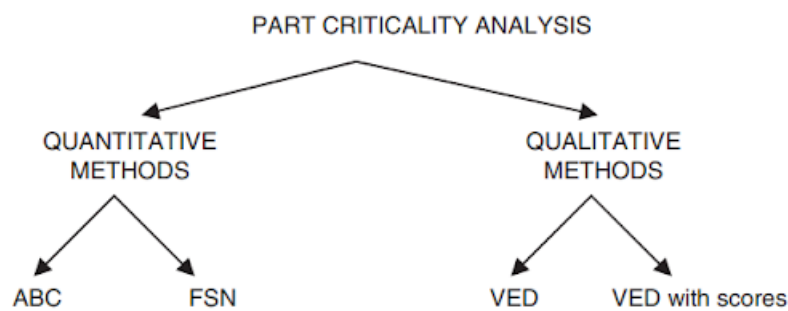 PART CRITICALITY ANALYSIS
QUANTITATIVE
METHODS
QUALITATIVE
METHODS
ABC
FSN
VED
VED with scores